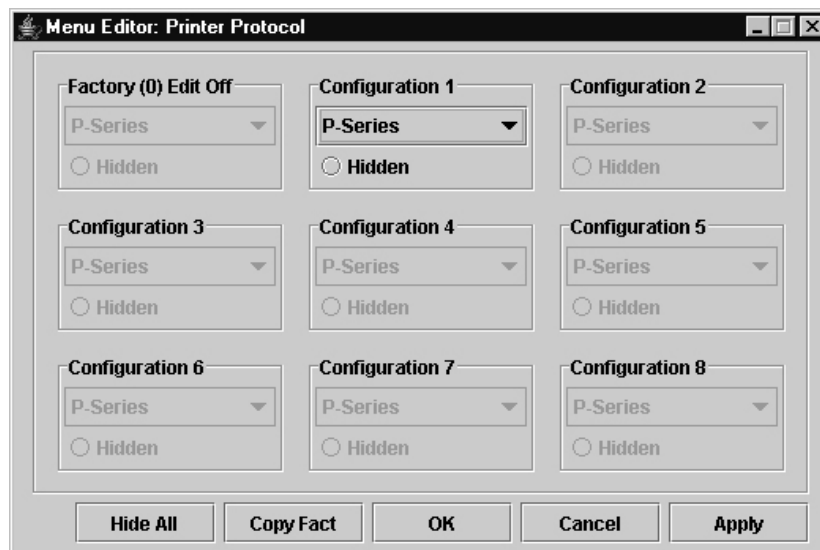 Menu Editor: Printer Protocol
Factory (0) Edit Off Configuration 1 Configuration 2
P-Series P-Series P-Series
Hidden Hidden Hidden
Configuration 3 Configuration 4 Configuration 5
P-Series P-Series P-Series
Hidden Hidden Hidden
Configuration 6 Configuration 7 Configuration 8
P-Series P-Series P-Series
Hidden Hidden Hidden
Hide All Copy Fact OK Cancel Apply